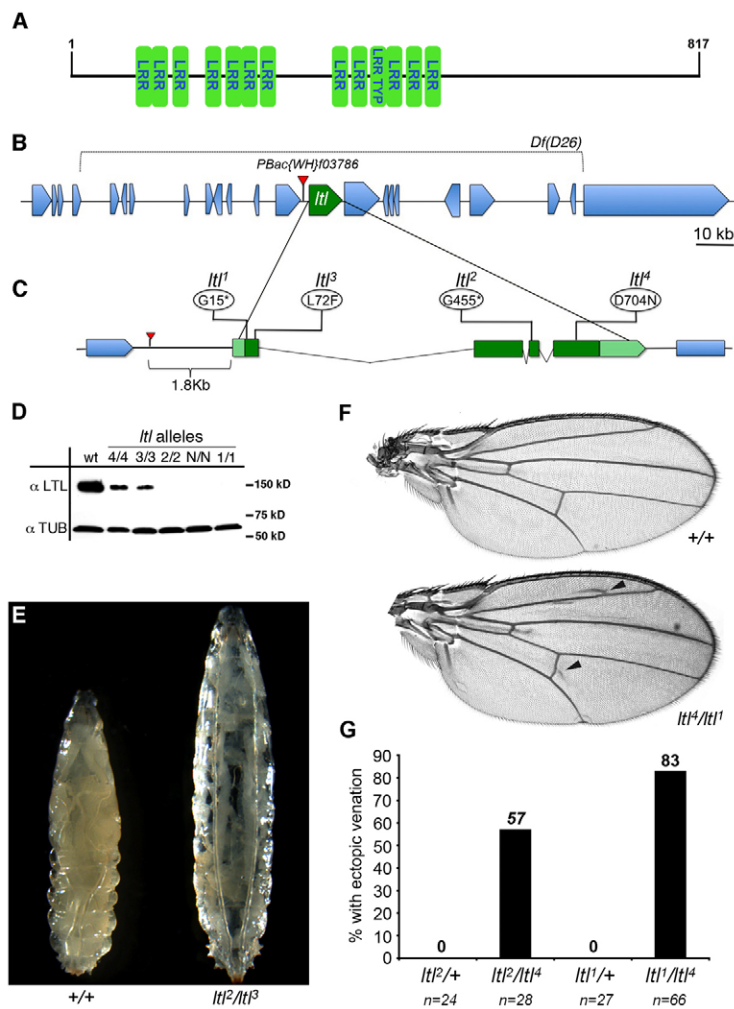 A
1
817
LRR LRR LRR LRR LRR LRR LRR LRR LRR LRR TYP LRR LRR LRR
B
Df(D26)
PBac{WH}f03786
ltl
10 kb
C
ltl1 ltl3 ltl2 ltl4
G15* L72F G455* D704N
1.8Kb
D
ltl alleles
wt 4/4 3/3 2/2 N/N 1/1
α LTL
150 kD
75 kD
α TUB
50 kD
E
+/+
ltl2/ltl3
F
+/+
ltl4/ltl1
G
% with ectopic venation
90
80
70
60
50
40
30
20
10
0
0 57 0 83
ltl2/+ ltl2/ltl4 ltl1/+ ltl1/ltl4
n=24 n=28 n=27 n=66